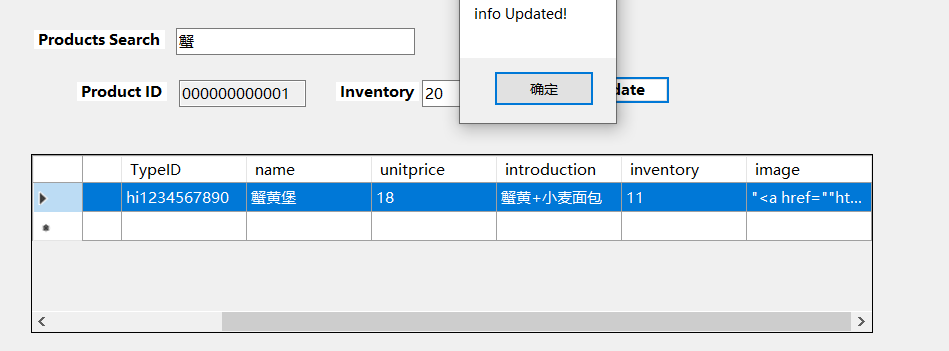 info Updated!
Products Search 蟹
确定
Product ID 000000000001 Inventory 20 date
TypeID name unitprice introduction inventory image
hi1234567890 蟹黄堡 18 蟹黄+小麦面包 11 "<a href=""ht...